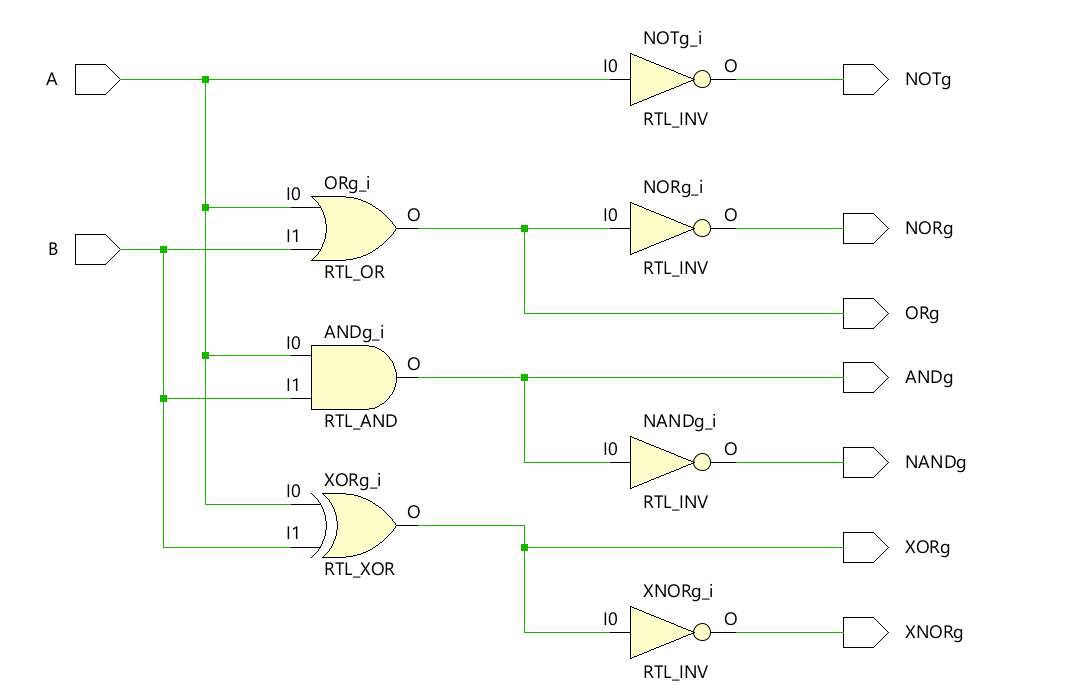 NOTg_i
A
I0
O
NOTg
RTL_INV
ORg_i
NORg_i
I0
O
I0
O
NORg
B
I1
RTL_OR
RTL_INV
ORg
ANDg_i
I0
O
ANDg
I1
RTL_AND
NANDg_i
I0
O
NANDg
XORg_i
I0
RTL_INV
O
I1
XORg
RTL_XOR
XNORg_i
I0
O
XNORg
RTL_INV